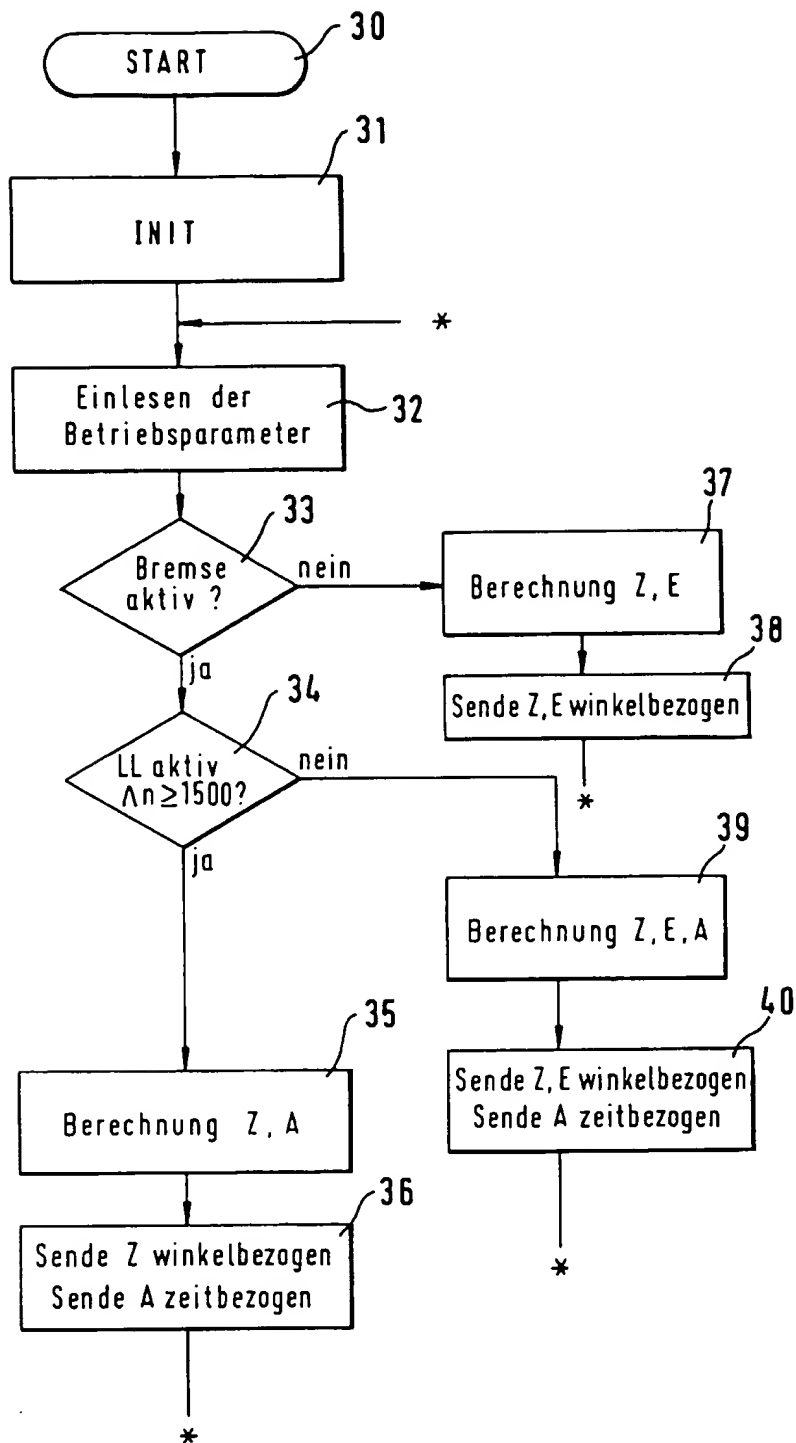 30
START
31
INIT
*
Einlesen der
Betriebsparameter
32
33
Bremse
aktiv ?
nein
ja
37
Berechnung Z, E
38
Sende Z, E winkelbezogen
*
34
LL aktiv
Λn≥1500?
nein
ja
39
Berechnung Z, E, A
40
Sende Z, E winkelbezogen
Sende A zeitbezogen
*
35
Berechnung Z, A
36
Sende Z winkelbezogen
Sende A zeitbezogen
*